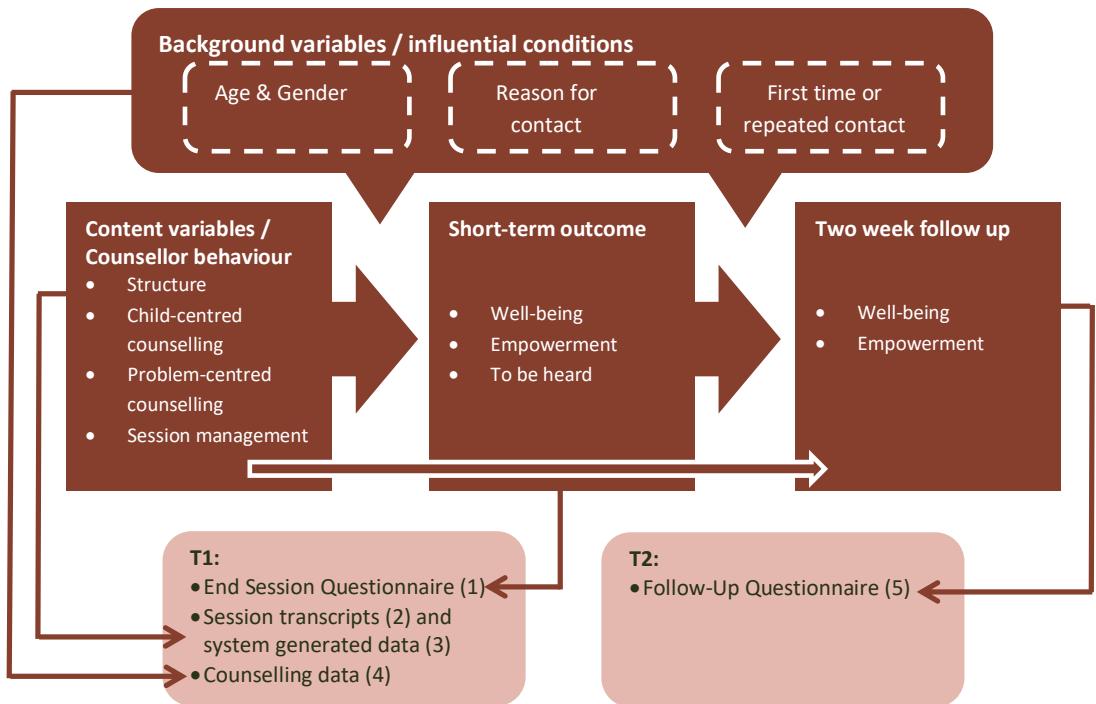 Background variables / influential conditions
Age & Gender
Reason for
contact
First time or
repeated contact
Content variables /
Counsellor behaviour
• Structure
• Child-centred
counselling
• Problem-centred
counselling
• Session management
Short-term outcome
• Well-being
• Empowerment
• To be heard
Two week follow up
• Well-being
• Empowerment
T1:
• End Session Questionnaire (1)
• Session transcripts (2) and
system generated data (3)
• Counselling data (4)
T2:
• Follow-Up Questionnaire (5)